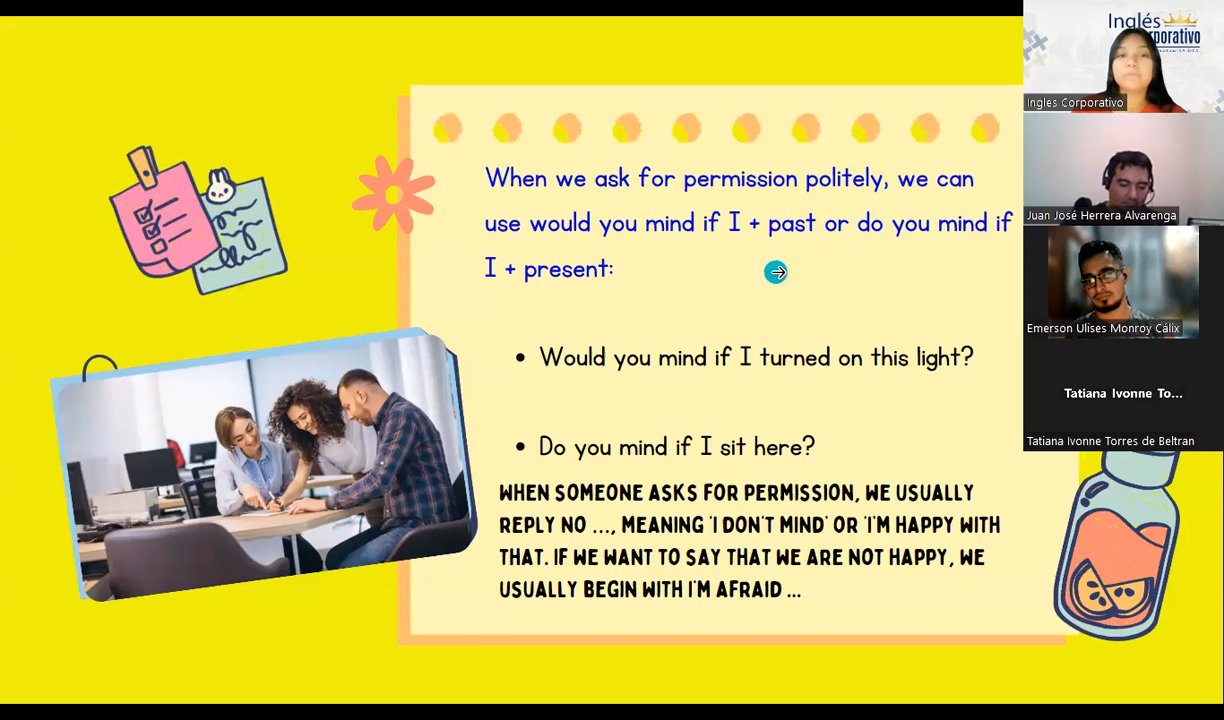 When we ask for permission politely, we can
use would you mind if I + past or do you mind if
I + present:
• Would you mind if I turned on this light?
• Do you mind if I sit here?
WHEN SOMEONE ASKS FOR PERMISSION, WE USUALLY
REPLY NO ..., MEANING 'I DON'T MIND' OR 'I'M HAPPY WITH
THAT. IF WE WANT TO SAY THAT WE ARE NOT HAPPY, WE
USUALLY BEGIN WITH I'M AFRAID ...
Inglés
Ingles Corporativo
Juan José Herrera Alvarenga
Emerson Ulises Monroy Cálix
Tatiana Ivonne To...
Tatiana Ivonne Torres de Beltran